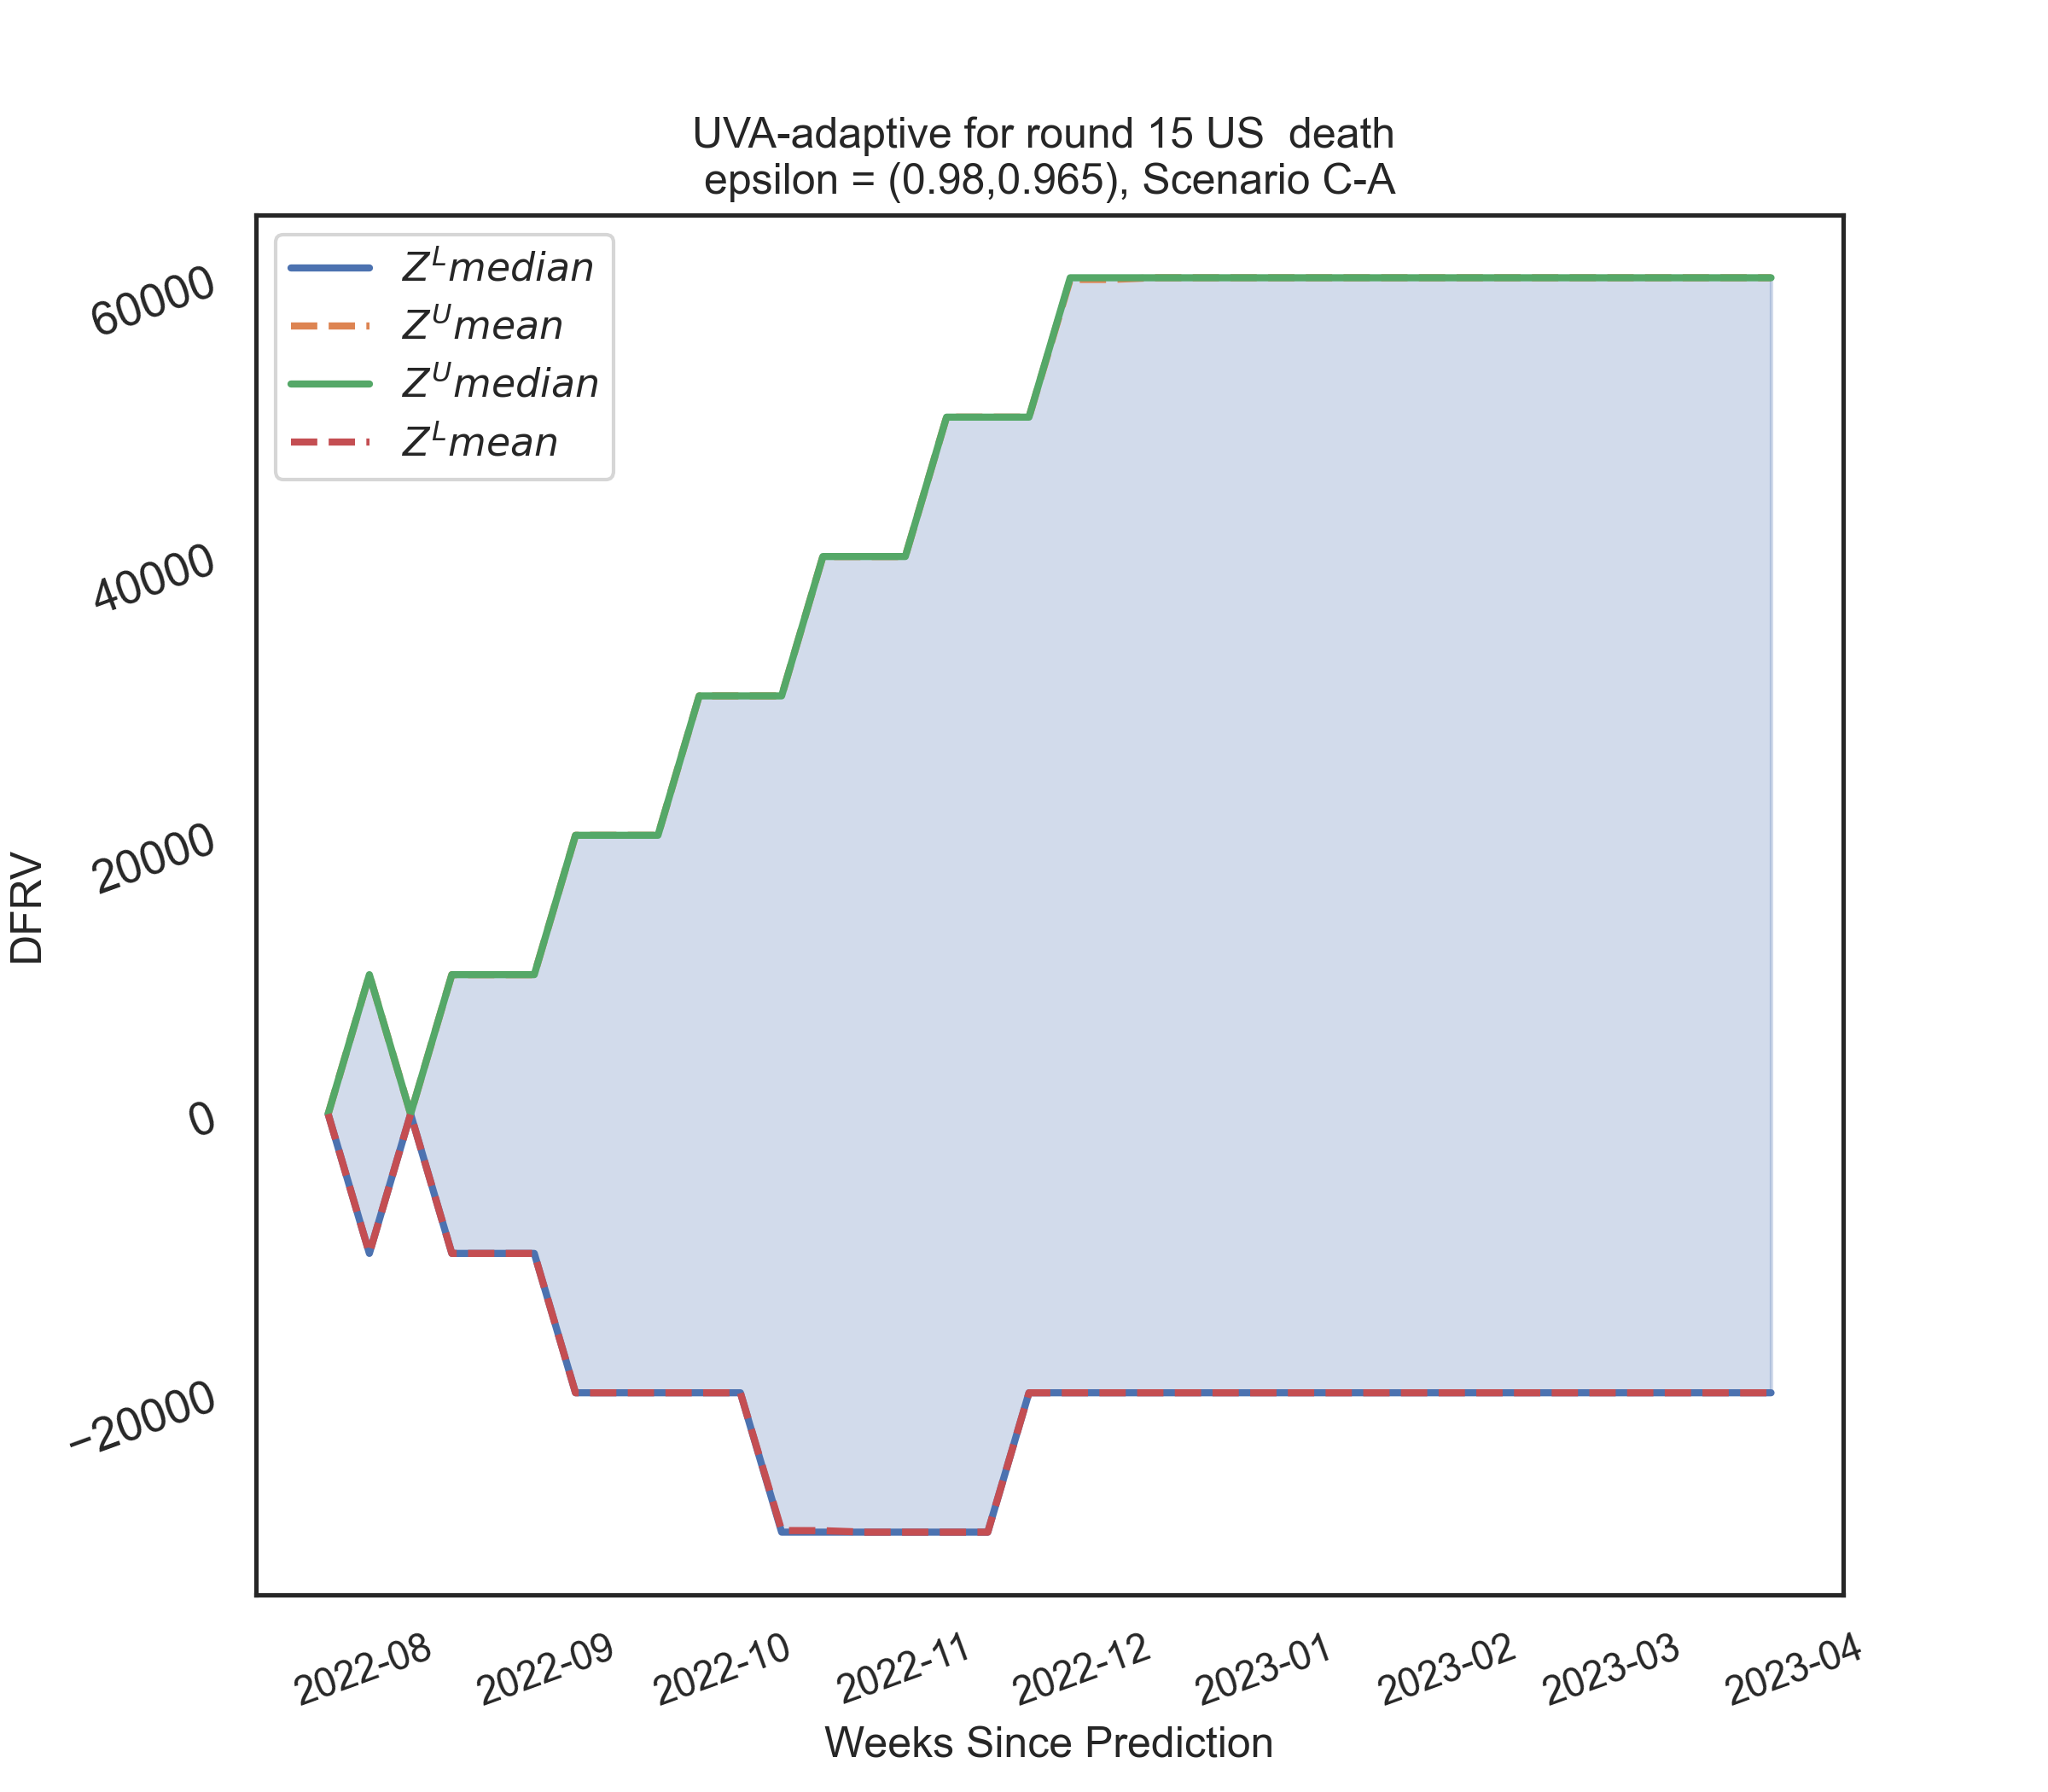 UVA-adaptive for round 15 US  death
epsilon = (0.98,0.965), Scenario C-A
Z^L median
Z^U mean
Z^U median
Z^L mean
60000
40000
20000
0
−20000
DFRV
2022-08
2022-09
2022-10
2022-11
2022-12
2023-01
2023-02
2023-03
2023-04
Weeks Since Prediction